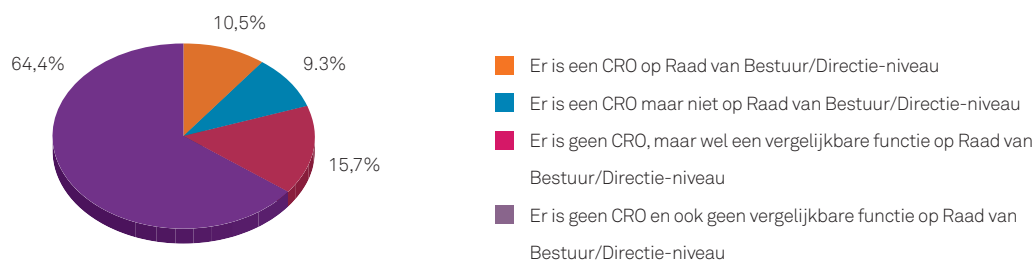 10,5%
64,4%
9.3%
15,7%
Er is een CRO op Raad van Bestuur/Directie-niveau
Er is een CRO maar niet op Raad van Bestuur/Directie-niveau
Er is geen CRO, maar wel een vergelijkbare functie op Raad van
Bestuur/Directie-niveau
Er is geen CRO en ook geen vergelijkbare functie op Raad van
Bestuur/Directie-niveau